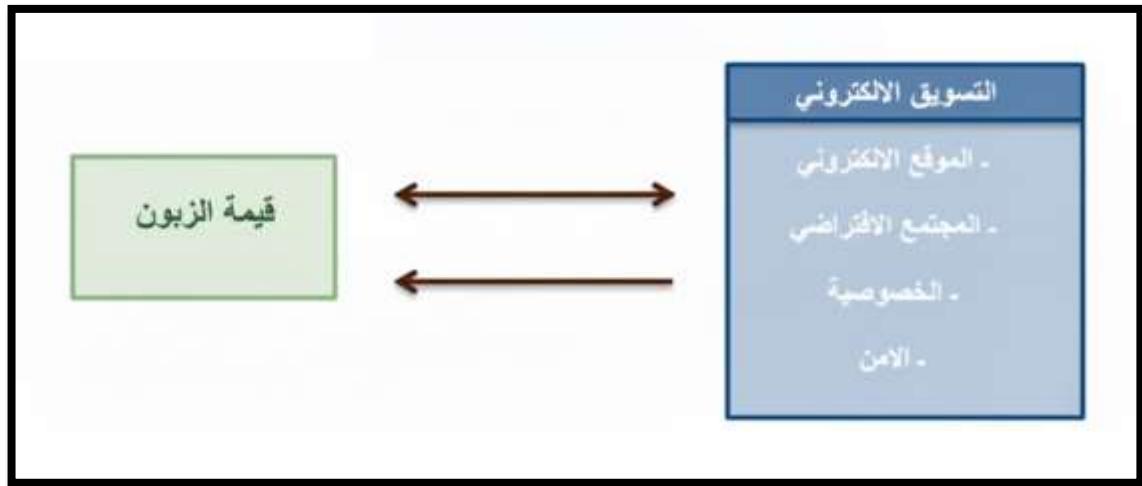 التسويق الالكتروني
- الموقع الالكتروني
- المجتمع الافتراضي
- الخصوصية
- الامن
قيمة الزبون